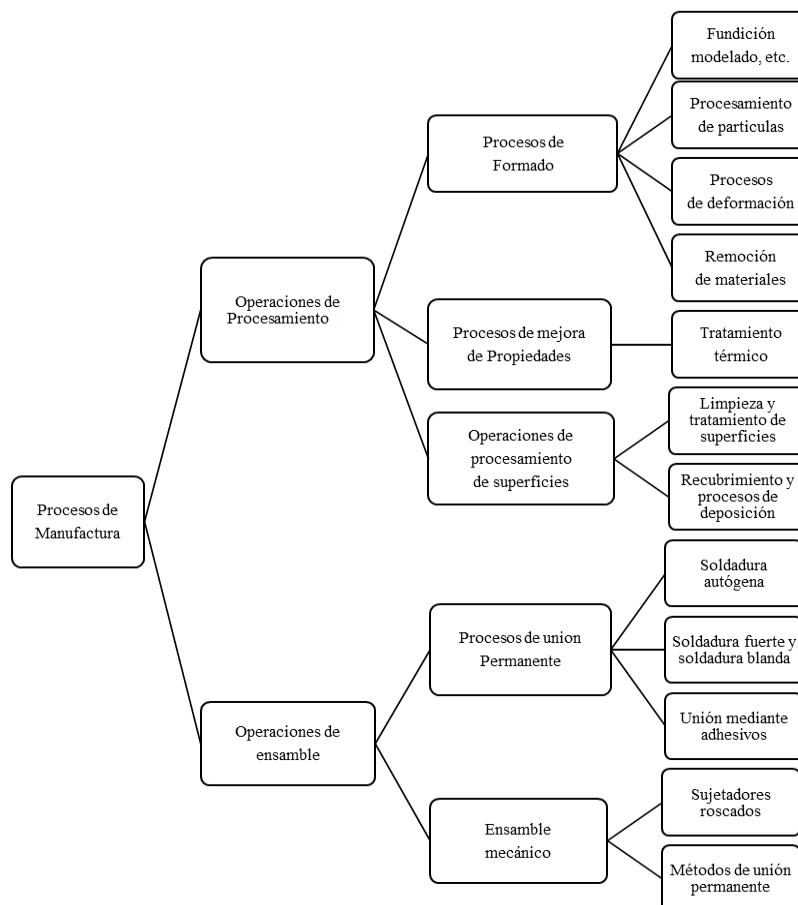 Procesos de
Manufactura
Operaciones de
Procesamiento
Procesos de
Formado
Fundición
modelado, etc.
Procesamiento
de particulas
Procesos
de deformación
Remoción
de materiales
Procesos de mejora
de Propiedades
Tratamiento
térmico
Operaciones de
procesamiento
de superficies
Limpieza y
tratamiento de
superficies
Recubrimiento y
procesos de
deposición
Operaciones de
ensamble
Procesos de union
Permanente
Soldadura
autógena
Soldadura fuerte y
soldadura blanda
Unión mediante
adhesivos
Ensamble
mecánico
Sujetadores
roscados
Métodos de unión
permanente